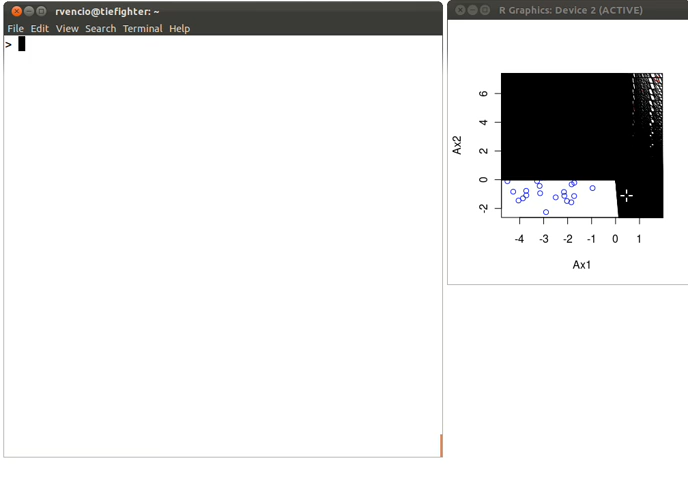 rvencio@tiefighter: ~
File Edit View Search Terminal Help
>
R Graphics: Device 2 (ACTIVE)
Ax2
6
4
2
0
-2
-4 -3 -2 -1 0 1
Ax1